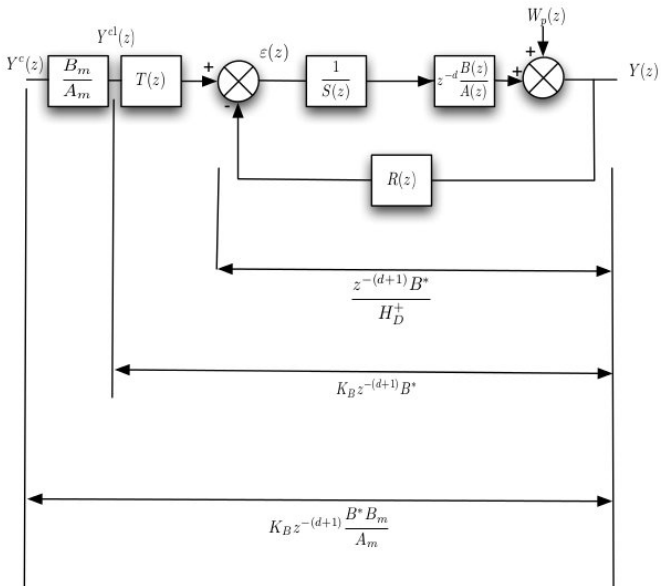 W_p(z)
Y^{c1}(z)
Y^c(z) B_m/A_m T(z) + ε(z) 1/S(z) z^{-d} B(z)/A(z) + + Y(z)
-
R(z)
z^{-(d+1)} B^*/H_D^+
K_B z^{-(d+1)} B^*
K_B z^{-(d+1)} B^* B_m/A_m